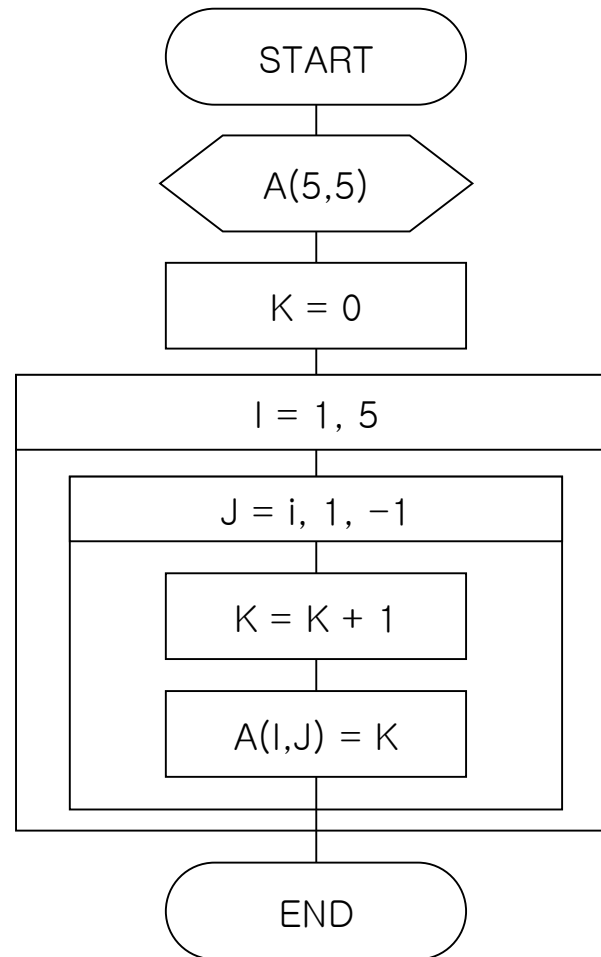 START
A(5,5)
K = 0
I = 1, 5
J = i, 1, -1
K = K + 1
A(I,J) = K
END